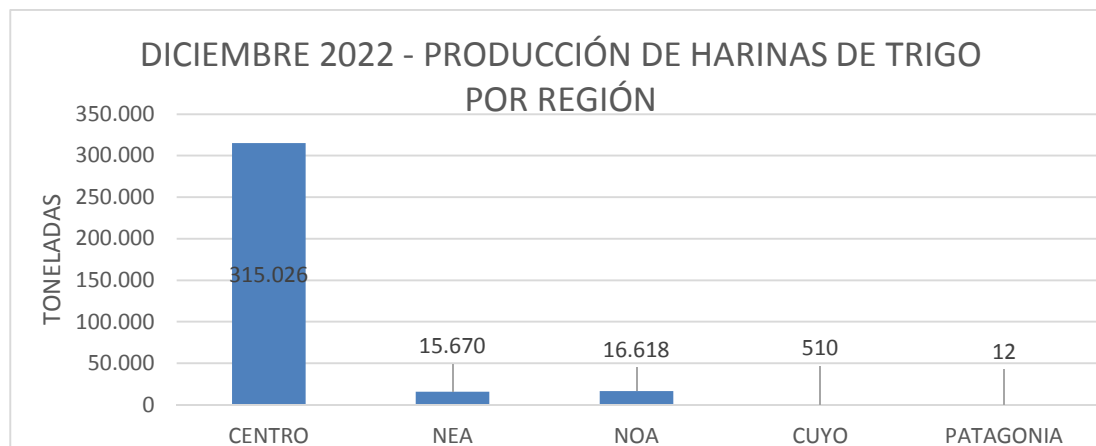 DICIEMBRE 2022 - PRODUCCIÓN DE HARINAS DE TRIGO
POR REGIÓN
TONELADAS
350.000
300.000
250.000
200.000
150.000
100.000
50.000
0
315.026
15.670
16.618
510
12
CENTRO
NEA
NOA
CUYO
PATAGONIA